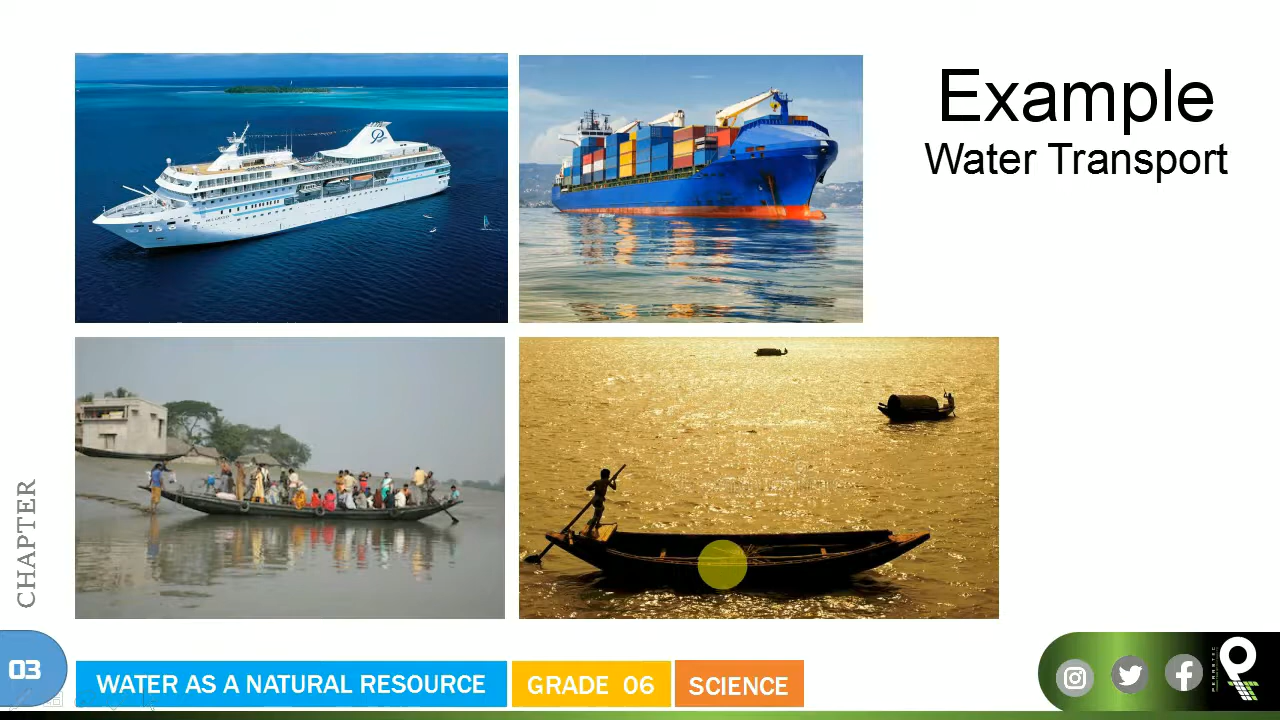 Example
Water Transport
CHAPTER
03
WATER AS A NATURAL RESOURCE
GRADE 06
SCIENCE